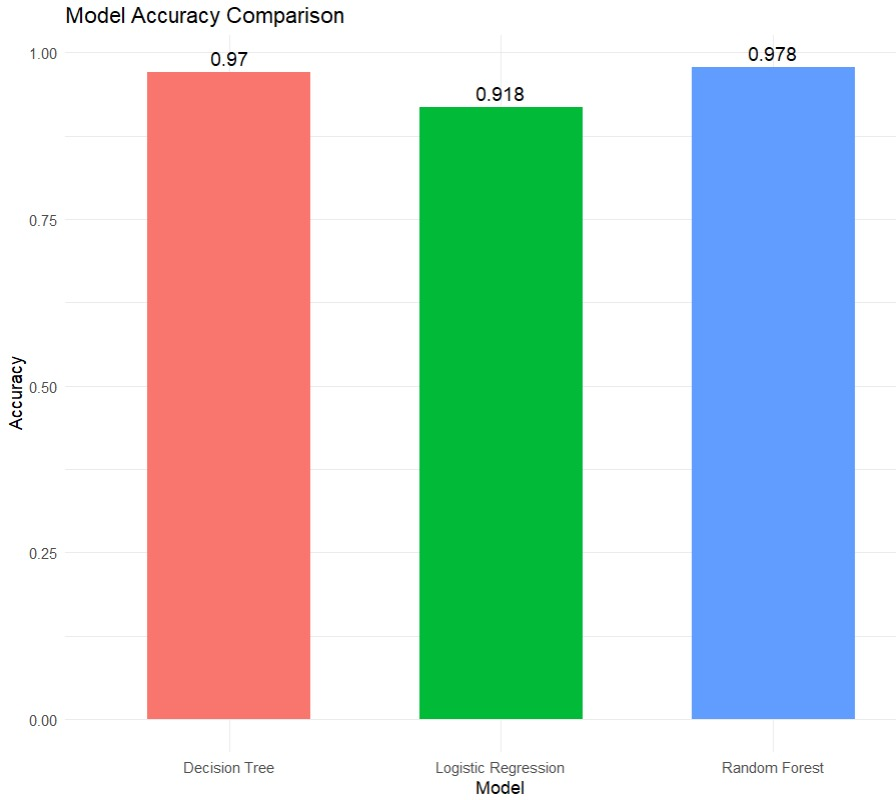 Model Accuracy Comparison
1.00
0.97
0.918
0.978
0.75
Accuracy
0.50
0.25
0.00
Decision Tree
Logistic Regression
Random Forest
Model